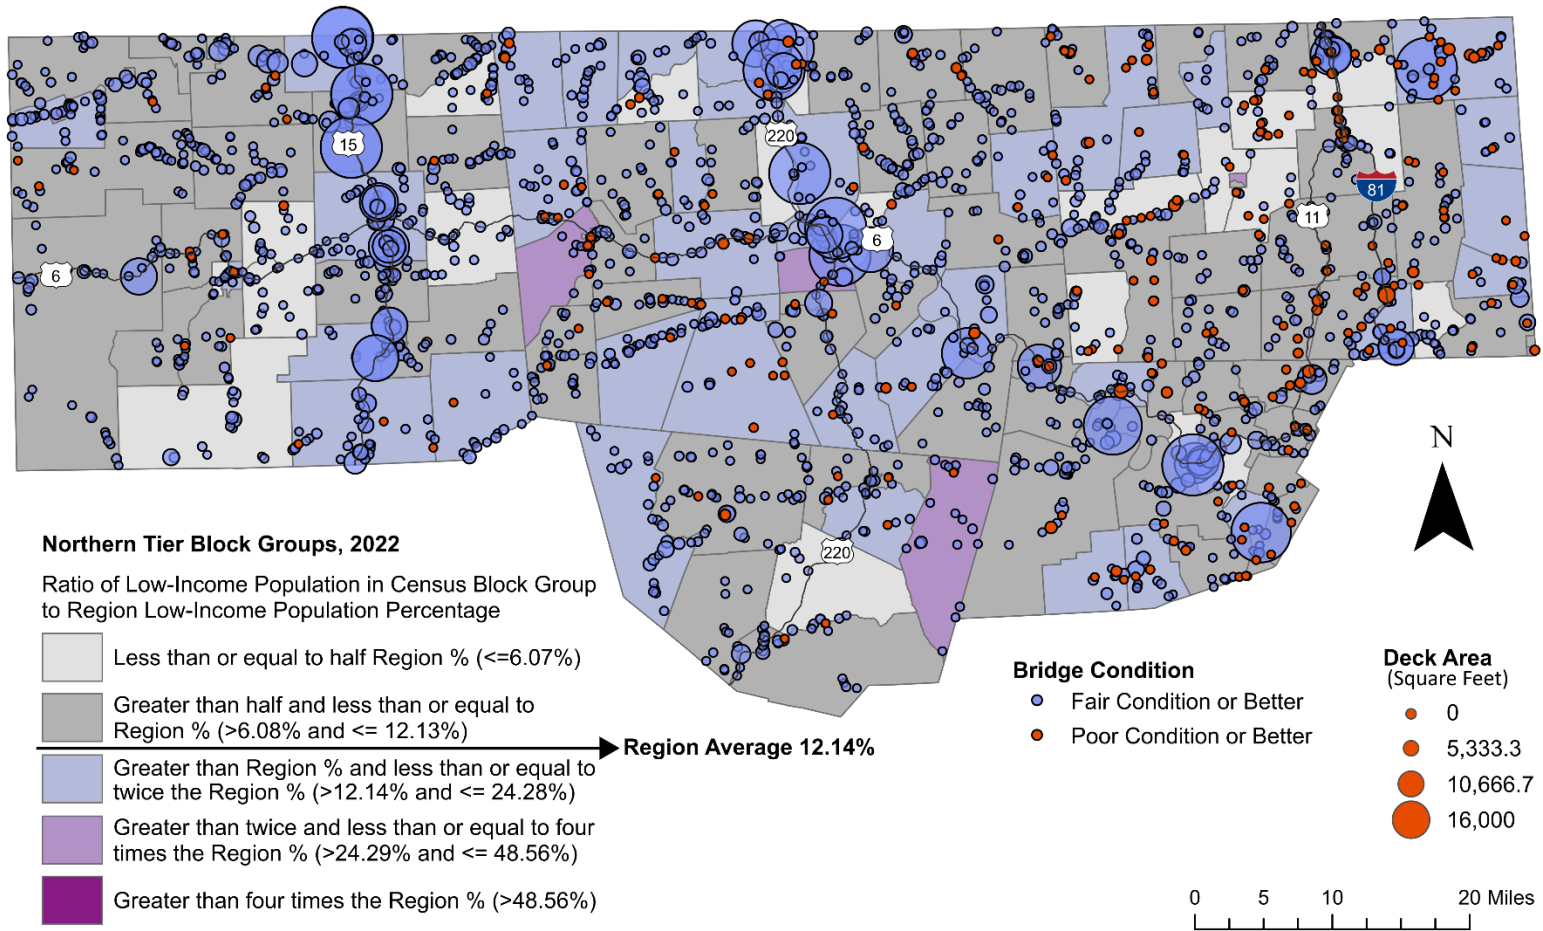 15
220
81
11
6
6
220
N
Northern Tier Block Groups, 2022
Ratio of Low-Income Population in Census Block Group
to Region Low-Income Population Percentage
Less than or equal to half Region % (<=6.07%)
Greater than half and less than or equal to
Region % (>6.08% and <= 12.13%)
Region Average 12.14%
Greater than Region % and less than or equal to
twice the Region % (>12.14% and <= 24.28%)
Greater than twice and less than or equal to four
times the Region % (>24.29% and <= 48.56%)
Greater than four times the Region % (>48.56%)
Bridge Condition
Fair Condition or Better
Poor Condition or Better
Deck Area
(Square Feet)
0
5,333.3
10,666.7
16,000
0 5 10 20 Miles